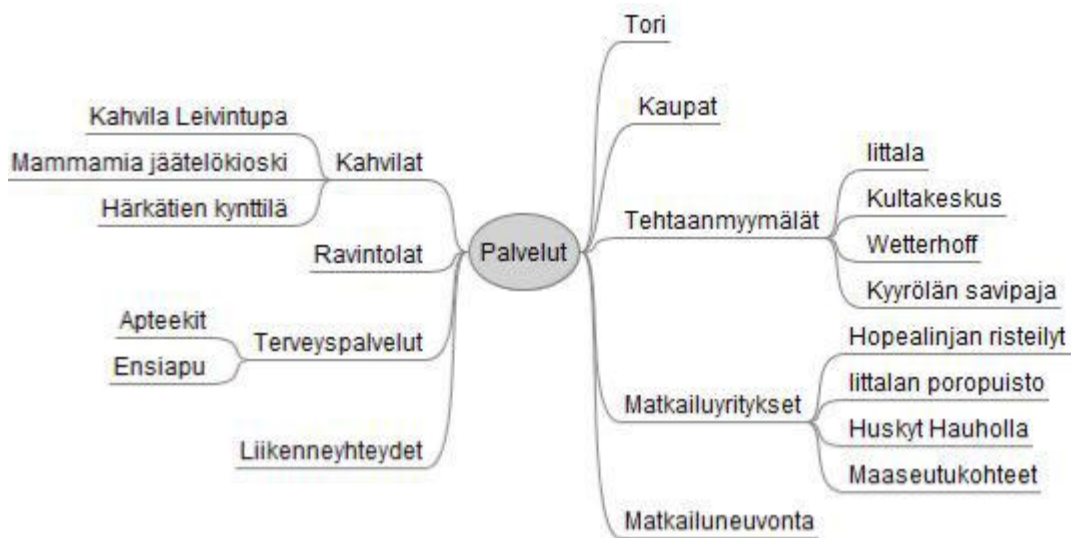 Palvelut
Kahvilat
Kahvila Leivintupa
Mammamia jäätelökioski
Härkätien kynttilä
Ravintolat
Terveyspalvelut
Apteekit
Ensiapu
Liikenneyhteydet
Tori
Kaupat
Tehtaanmyymälät
Iittala
Kultakeskus
Wetterhoff
Kyyrölän savipaja
Matkailuyritykset
Hopealinjan risteilyt
Iittalan poropuisto
Huskyt Hauholla
Maaseutukohteet
Matkailuneuvonta